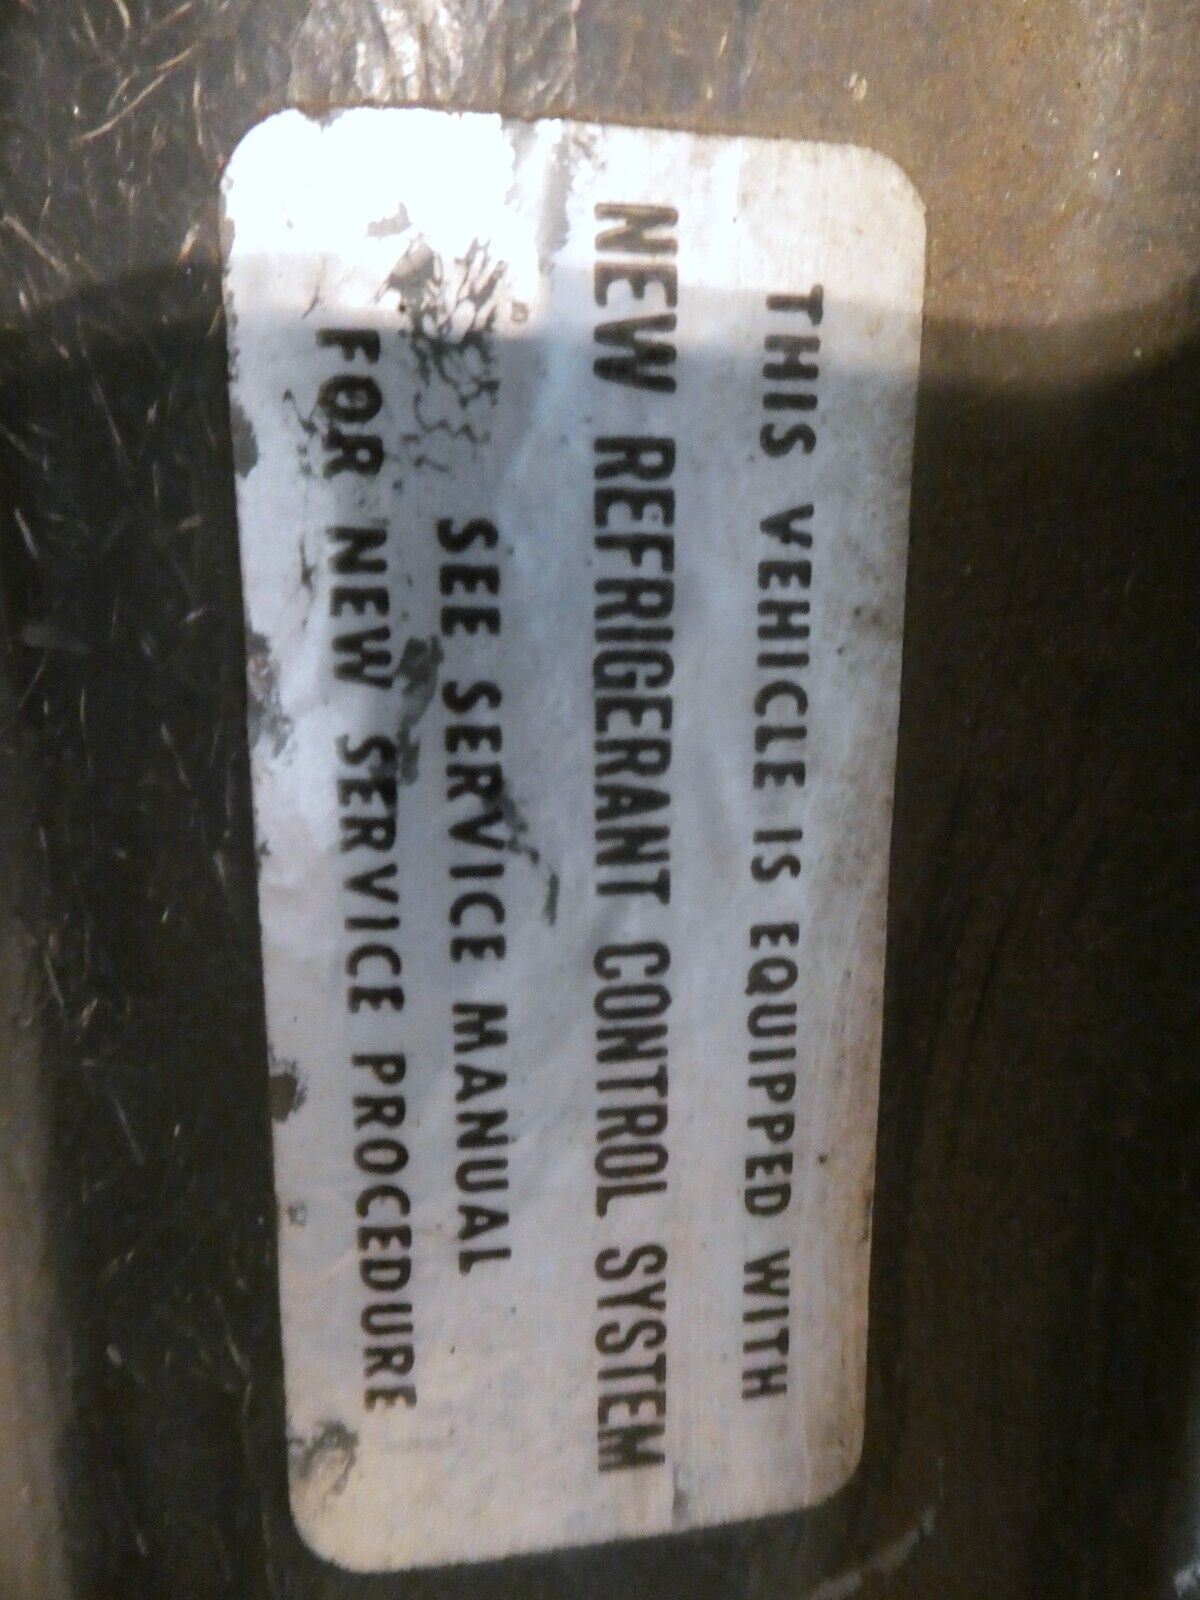 THIS VEHICLE IS EQUIPPED WITH
NEW REFRIGERANT CONTROL SYSTEM
SEE SERVICE MANUAL
FOR NEW SERVICE PROCEDURE